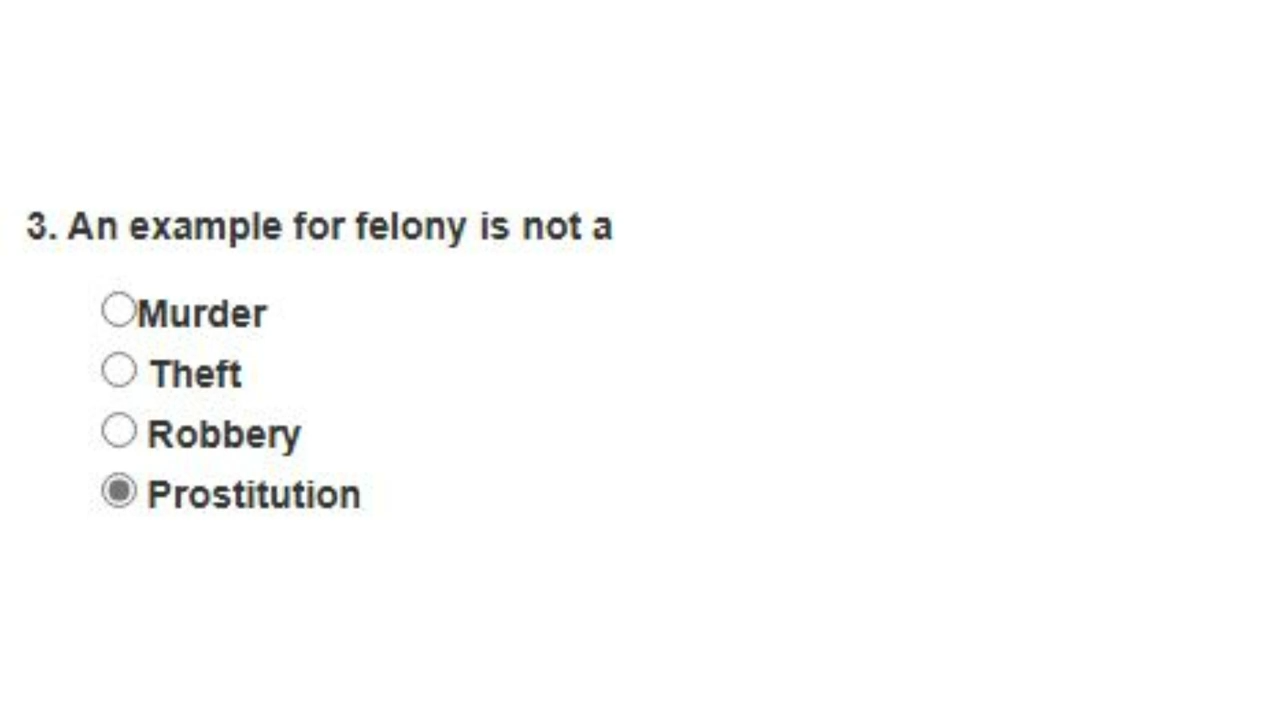 3. An example for felony is not a
Murder
Theft
Robbery
Prostitution